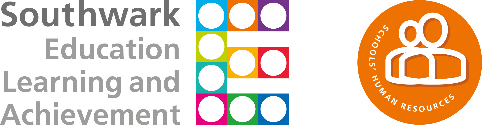 Southwark
Education
Learning and
Achievement
SCHOOLS' HUMAN RESOURCES